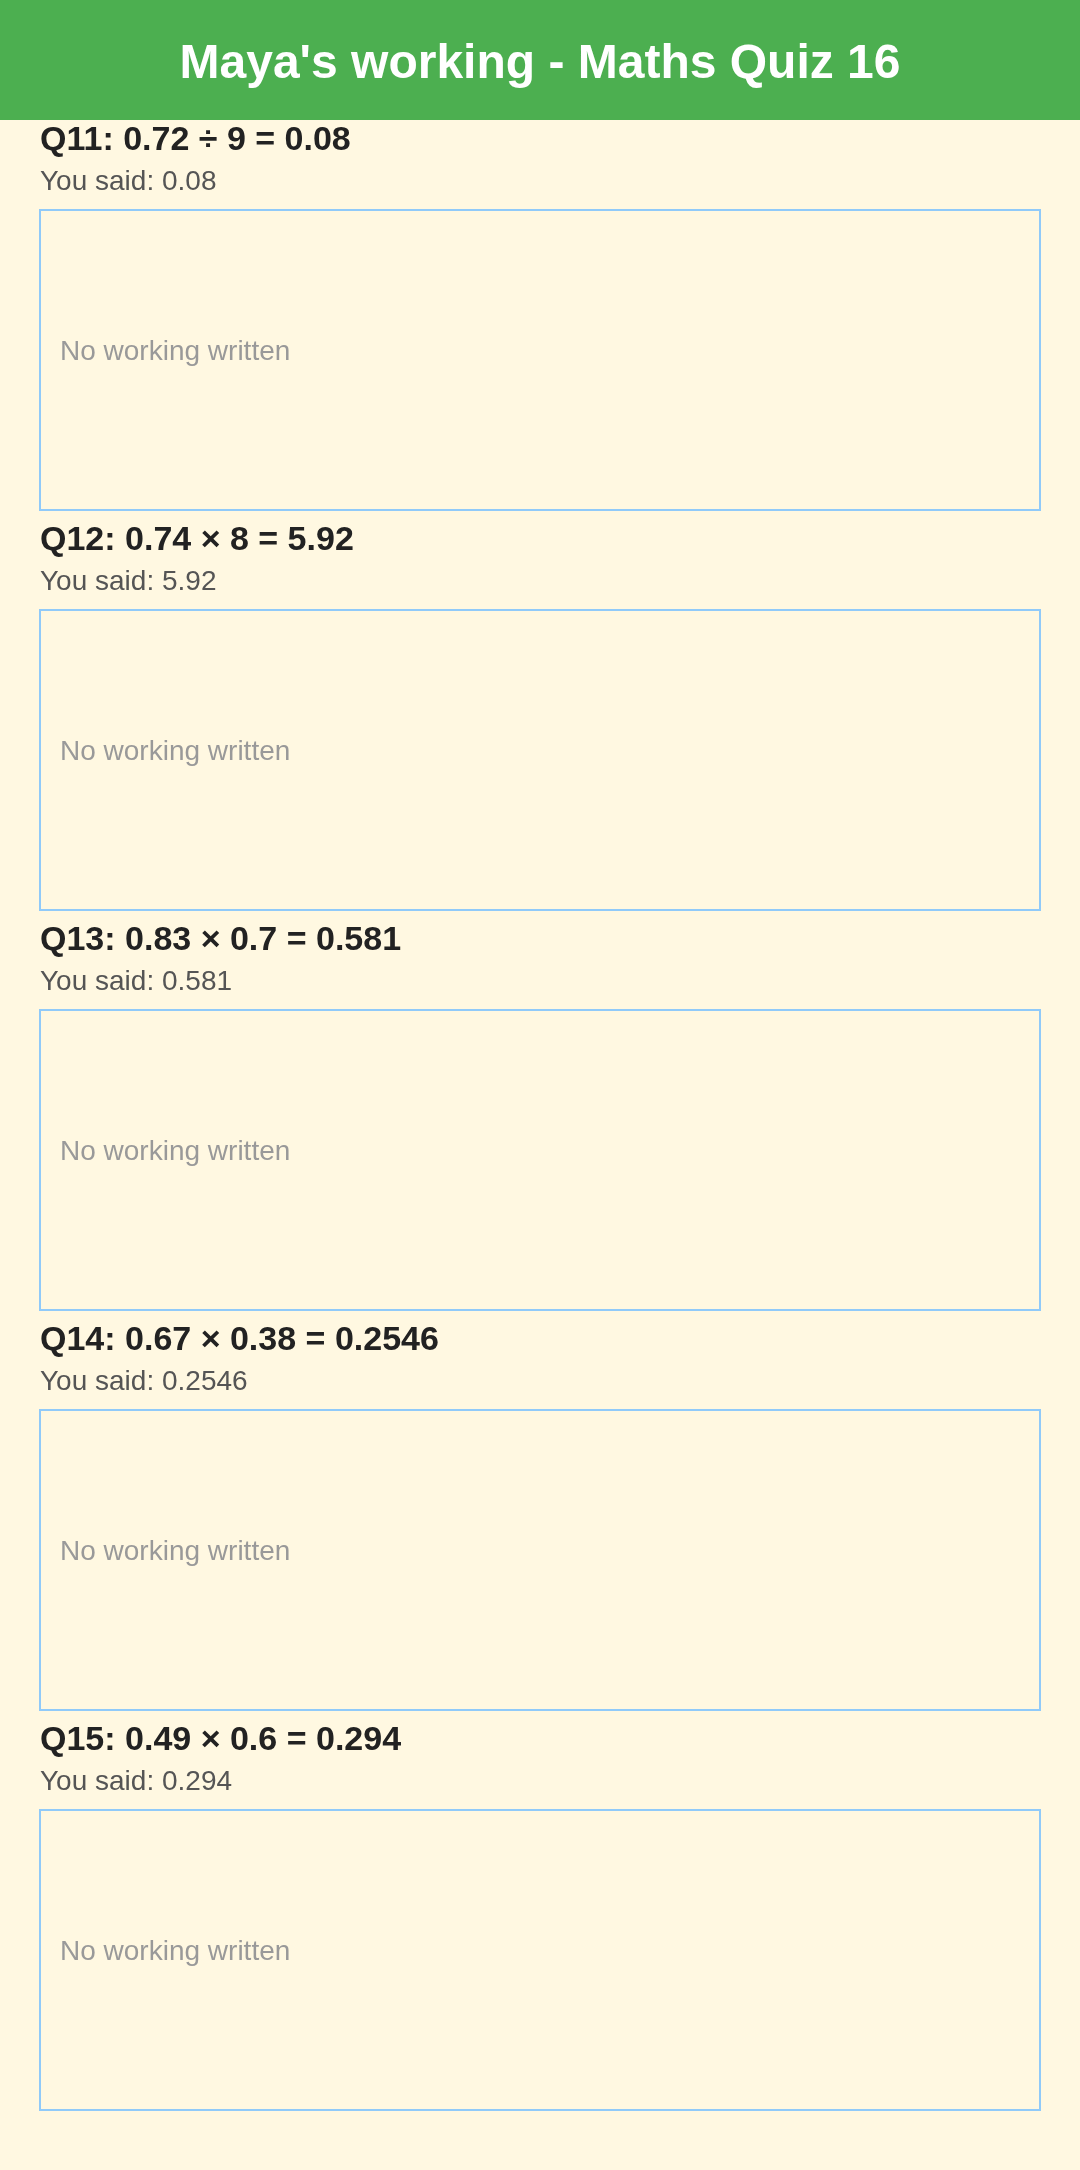 Maya's working - Maths Quiz 16
Q11: 0.72 ÷ 9 = 0.08
You said: 0.08
No working written
Q12: 0.74 × 8 = 5.92
You said: 5.92
No working written
Q13: 0.83 × 0.7 = 0.581
You said: 0.581
No working written
Q14: 0.67 × 0.38 = 0.2546
You said: 0.2546
No working written
Q15: 0.49 × 0.6 = 0.294
You said: 0.294
No working written